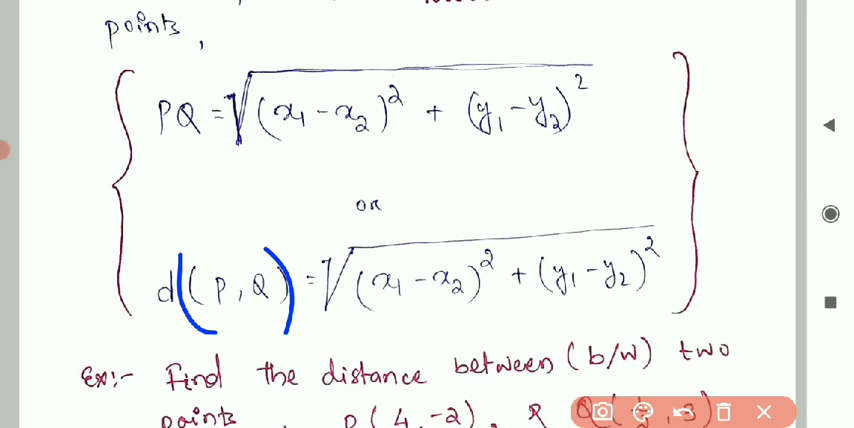 points,
PQ = √(x₁ - x₂)² + (y₁ - y₂)²
or
d(P, Q) = √(x₁ - x₂)² + (y₁ - y₂)²
Ex:- Find the distance between (b/w) two
points P(4, -2), & Q(